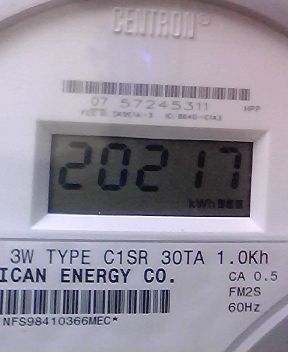 CENTRON®
07 57245311 HPP
20217
kWh
3W TYPE C1SR 30TA 1.0Kh
ICAN ENERGY CO. CA 0.5
FM2S
60Hz
NFS98410366MEC*